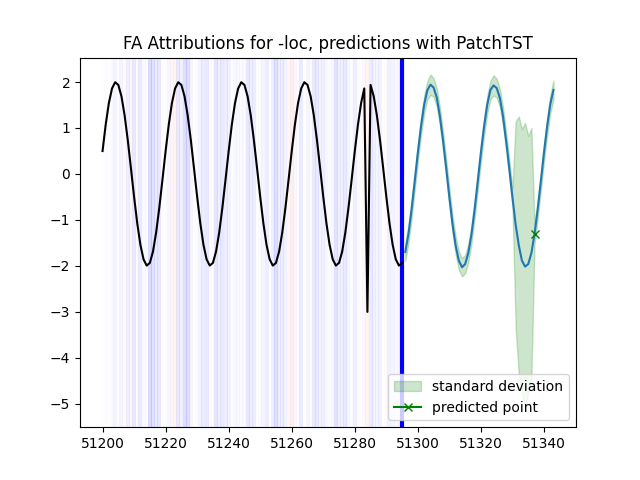 FA Attributions for -loc, predictions with PatchTST
2
1
0
−1
−2
−3
−4
−5
standard deviation
predicted point
51200 51220 51240 51260 51280 51300 51320 51340